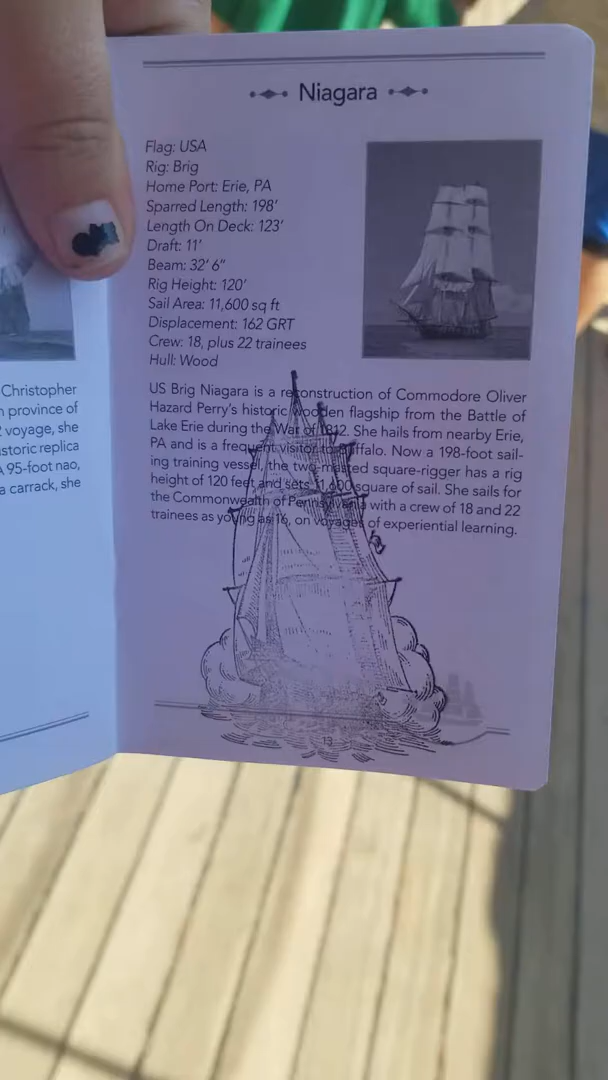 Niagara
Flag: USA
Rig: Brig
Home Port: Erie, PA
Sparred Length: 198'
Length On Deck: 123'
Draft: 11'
Beam: 32' 6"
Rig Height: 120'
Sail Area: 11,600 sq ft
Displacement: 162 GRT
Crew: 18, plus 22 trainees
Hull: Wood
US Brig Niagara is a reconstruction of Commodore Oliver
Hazard Perry's historic wooden flagship from the Battle of
Lake Erie during the War of 1812. She hails from nearby Erie,
PA and is a frequent visitor to Buffalo. Now a 198-foot sail-
ing training vessel, the two-masted square-rigger has a rig
height of 120 feet and sets 11,600 square of sail. She sails for
the Commonwealth of Pennsylvania with a crew of 18 and 22
trainees as young as 16, on voyages of experiential learning.
13
Christopher
province of
voyage, she
storic replica
A 95-foot nao,
a carrack, she